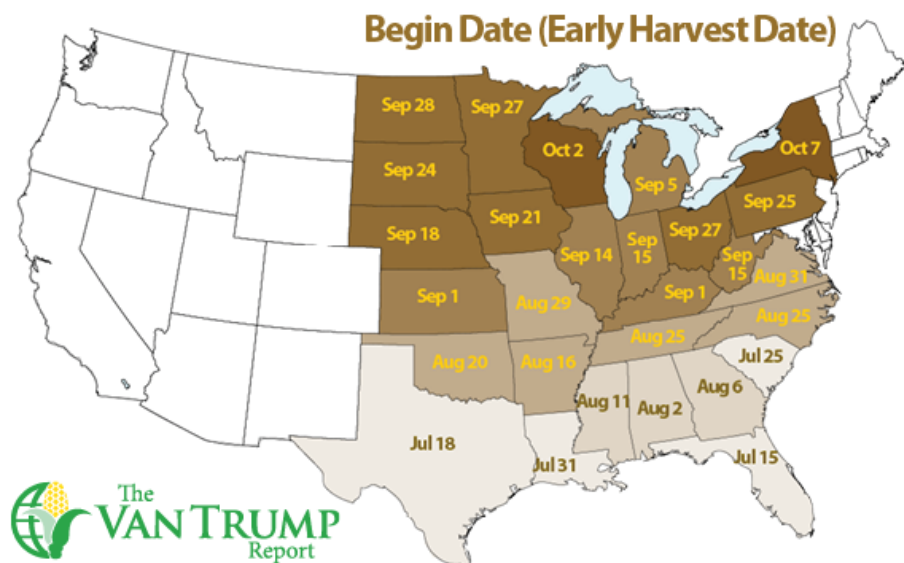 Begin Date (Early Harvest Date)
Sep 28
Sep 27
Oct 2
Oct 7
Sep 24
Sep 5
Sep 25
Sep 21
Sep 18
Sep 14
Sep
15
Sep 27
Sep
15
Aug 31
Sep 1
Aug 29
Sep 1
Aug 25
Aug 25
Aug 20
Aug 16
Jul 25
Aug 11
Aug 2
Aug 6
Jul 18
Jul 31
Jul 15
The
VAN TRUMP
Report